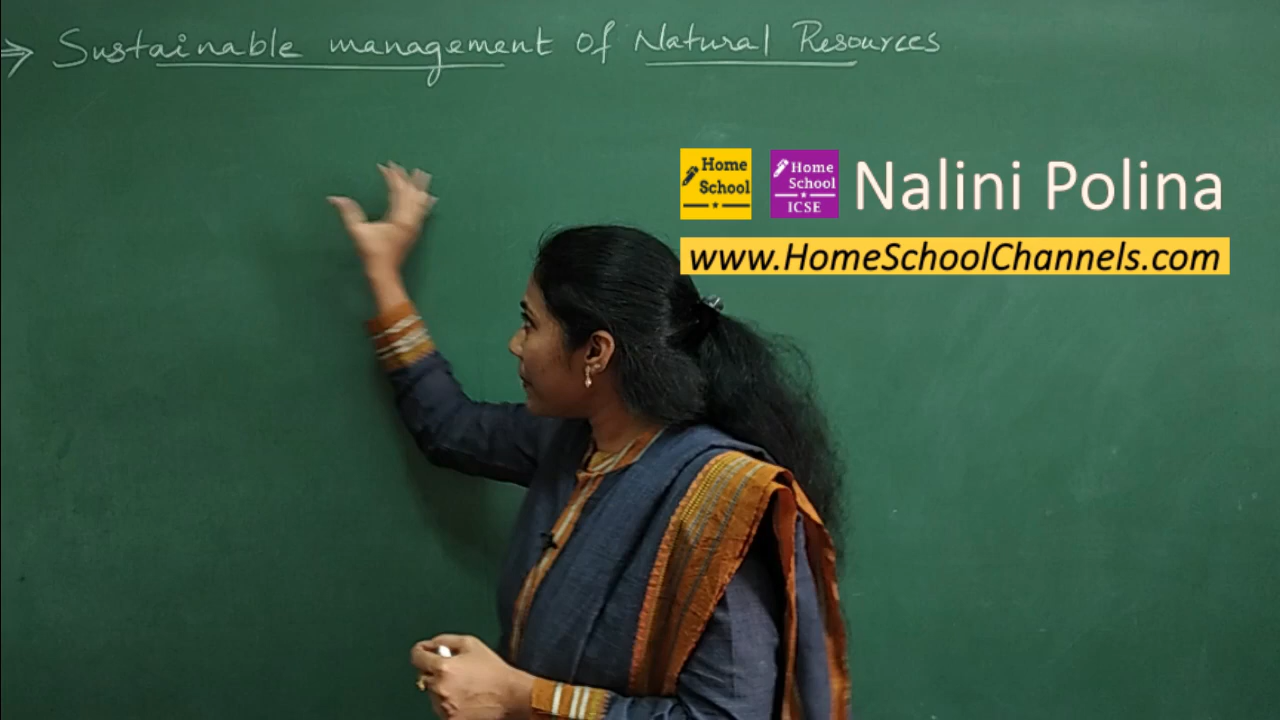 ⇒ Sustainable management of Natural Resources
Home
School
Home
School
ICSE
Nalini Polina
www.HomeSchoolChannels.com